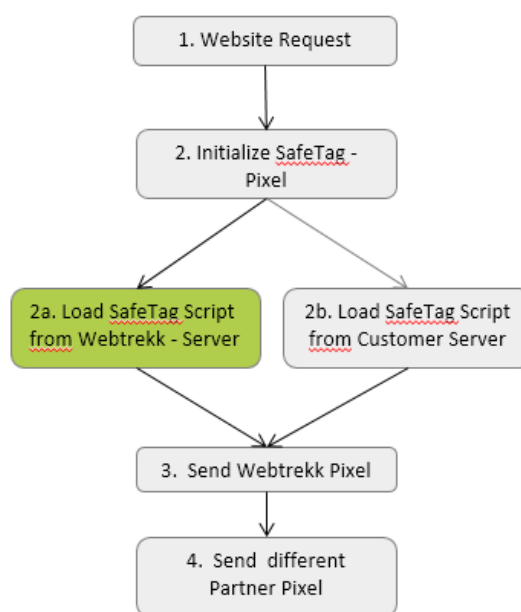 1. Website Request
2. Initialize SafeTag -
Pixel
2a. Load SafeTag Script
from Webtrekk - Server
2b. Load SafeTag Script
from Customer Server
3. Send Webtrekk Pixel
4. Send different
Partner Pixel